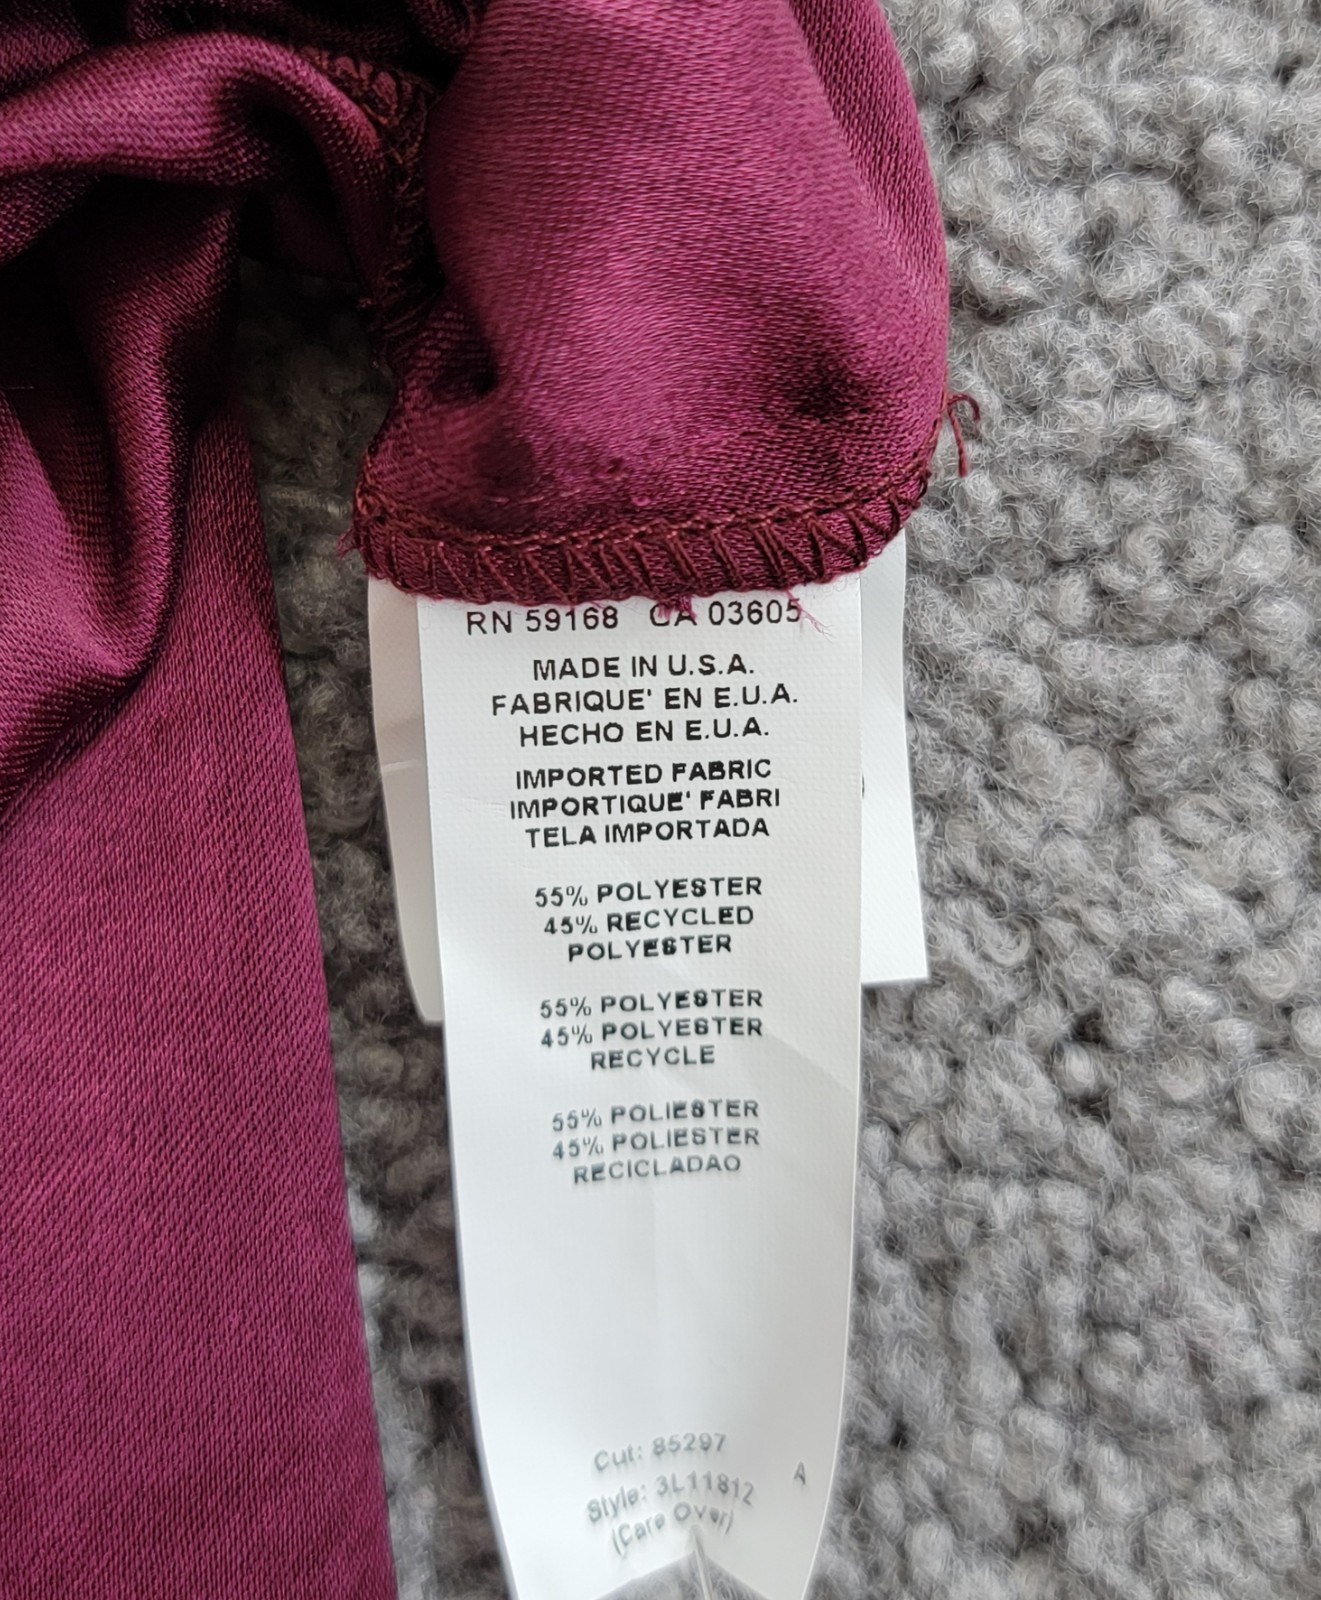 RN 59168 CA 03605
MADE IN U.S.A.
FABRIQUE' EN E.U.A.
HECHO EN E.U.A.
IMPORTED FABRIC
IMPORTIQUE' FABRI
TELA IMPORTADA
55% POLYESTER
45% RECYCLED
POLYESTER
55% POLYESTER
45% POLYESTER
RECYCLE
55% POLIESTER
45% POLIESTER
RECICLADAO
Cut: 85297
Style: 3L11812 A
(Care Over)